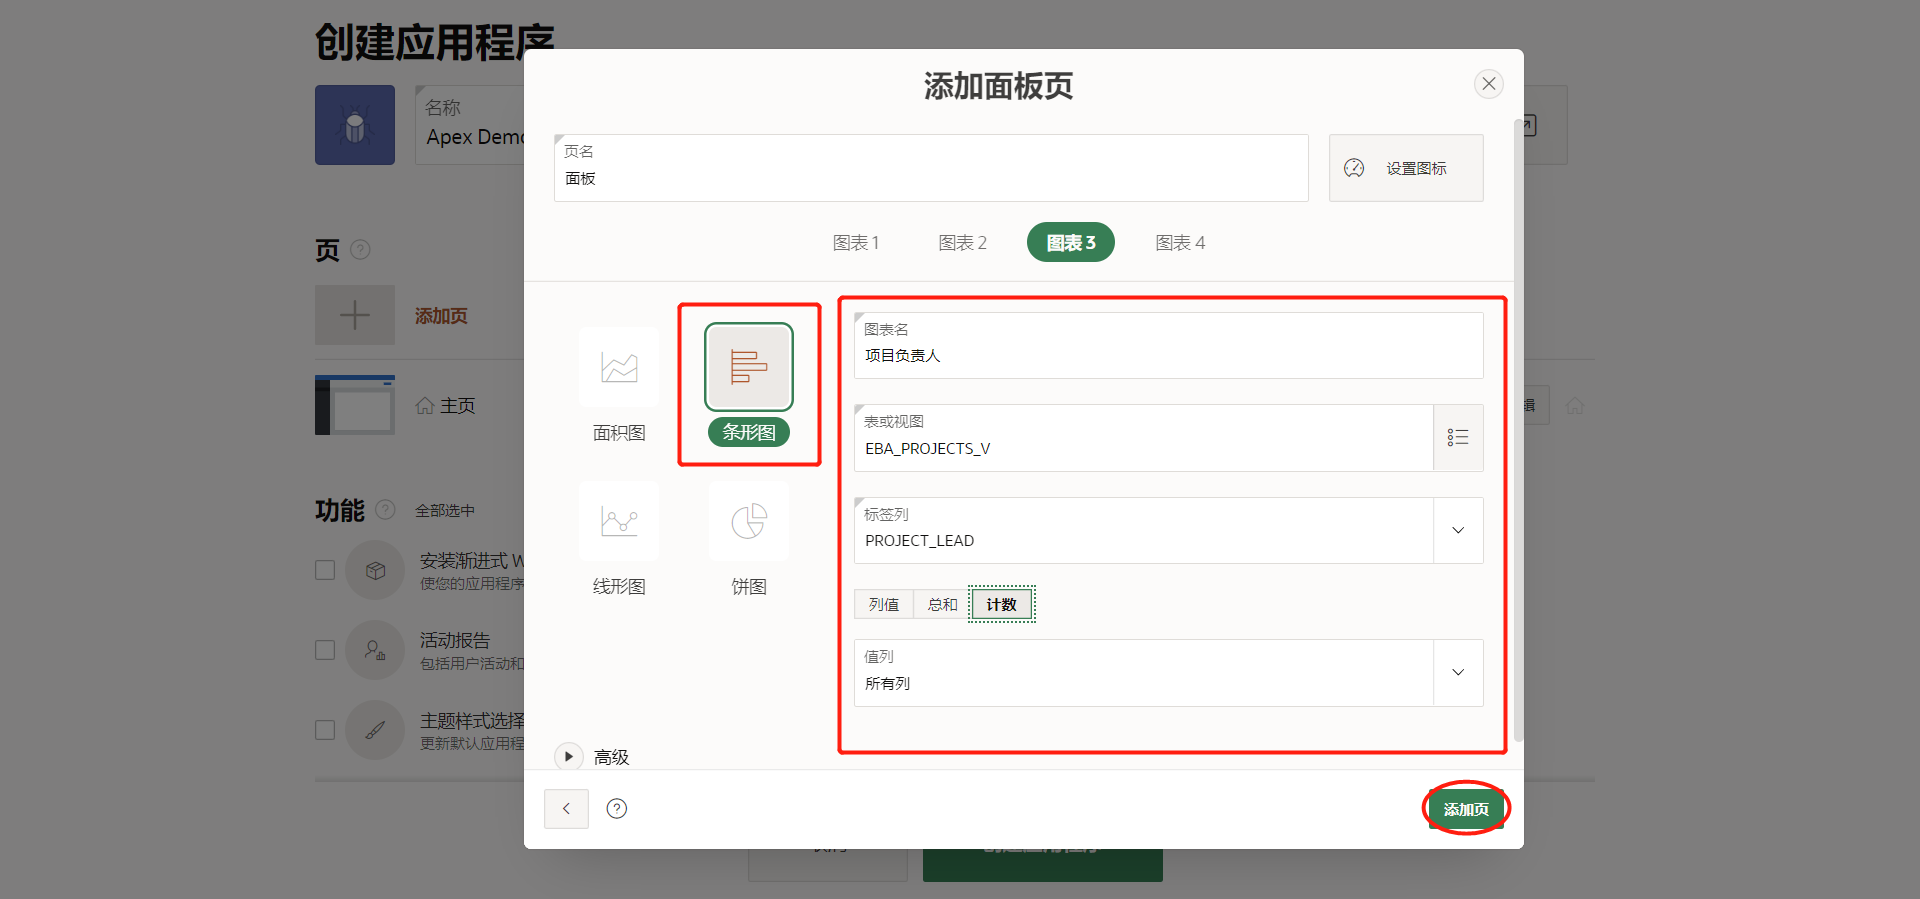 创建应用程序
名称
Apex Demo
添加面板页
页名
面板
设置图标
图表 1
图表 2
图表 3
图表 4
页
添加页
主页
辑
面积图
条形图
线形图
饼图
图表名
项目负责人
表或视图
EBA_PROJECTS_V
标签列
PROJECT_LEAD
列值
总和
计数
值列
所有列
功能
全部选中
安装渐进式 W
使您的应用程序
活动报告
包括用户活动和
主题样式选择
更新默认应用程
高级
添加页